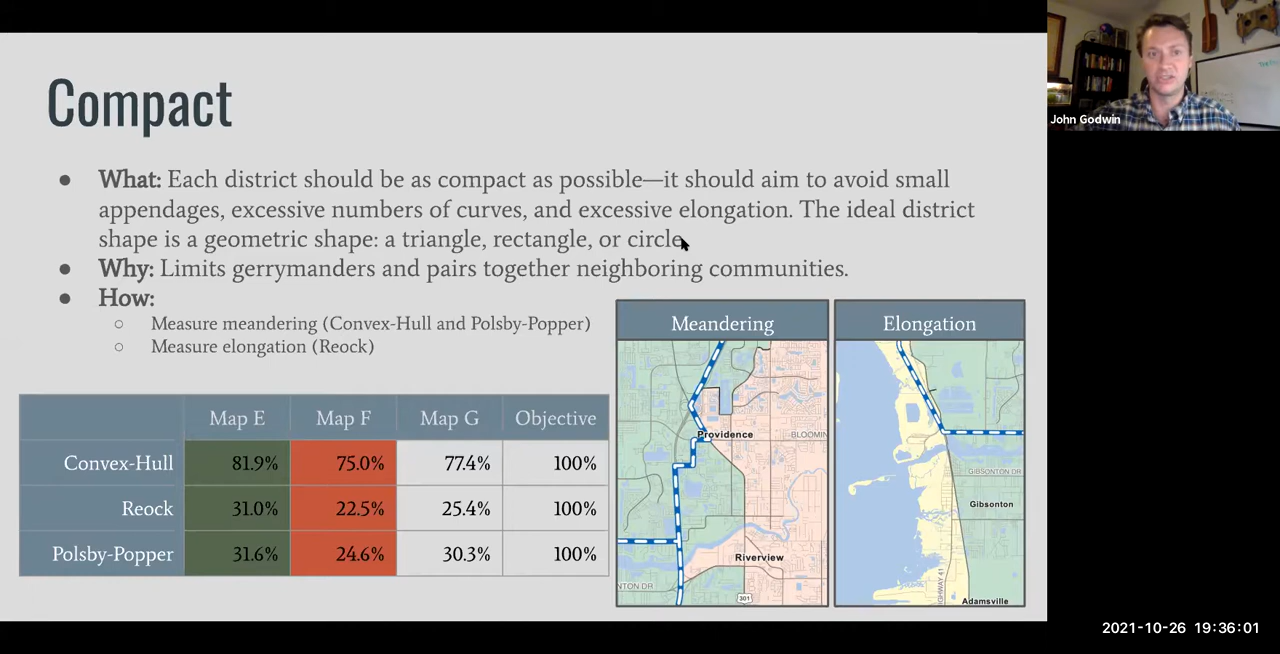 Compact
John Godwin
● What: Each district should be as compact as possible—it should aim to avoid small
appendages, excessive numbers of curves, and excessive elongation. The ideal district
shape is a geometric shape: a triangle, rectangle, or circle
● Why: Limits gerrymanders and pairs together neighboring communities.
● How:
○ Measure meandering (Convex-Hull and Polsby-Popper)
○ Measure elongation (Reock)
Map E Map F Map G Objective
Convex-Hull 81.9% 75.0% 77.4% 100%
Reock 31.0% 22.5% 25.4% 100%
Polsby-Popper 31.6% 24.6% 30.3% 100%
Meandering
Providence
BLOOMIN
Riverview
NTON DR
301
Elongation
GIBSONTON DR
Gibsonton
HIGHWAY 41
Adamsville
2021-10-26 19:36:01